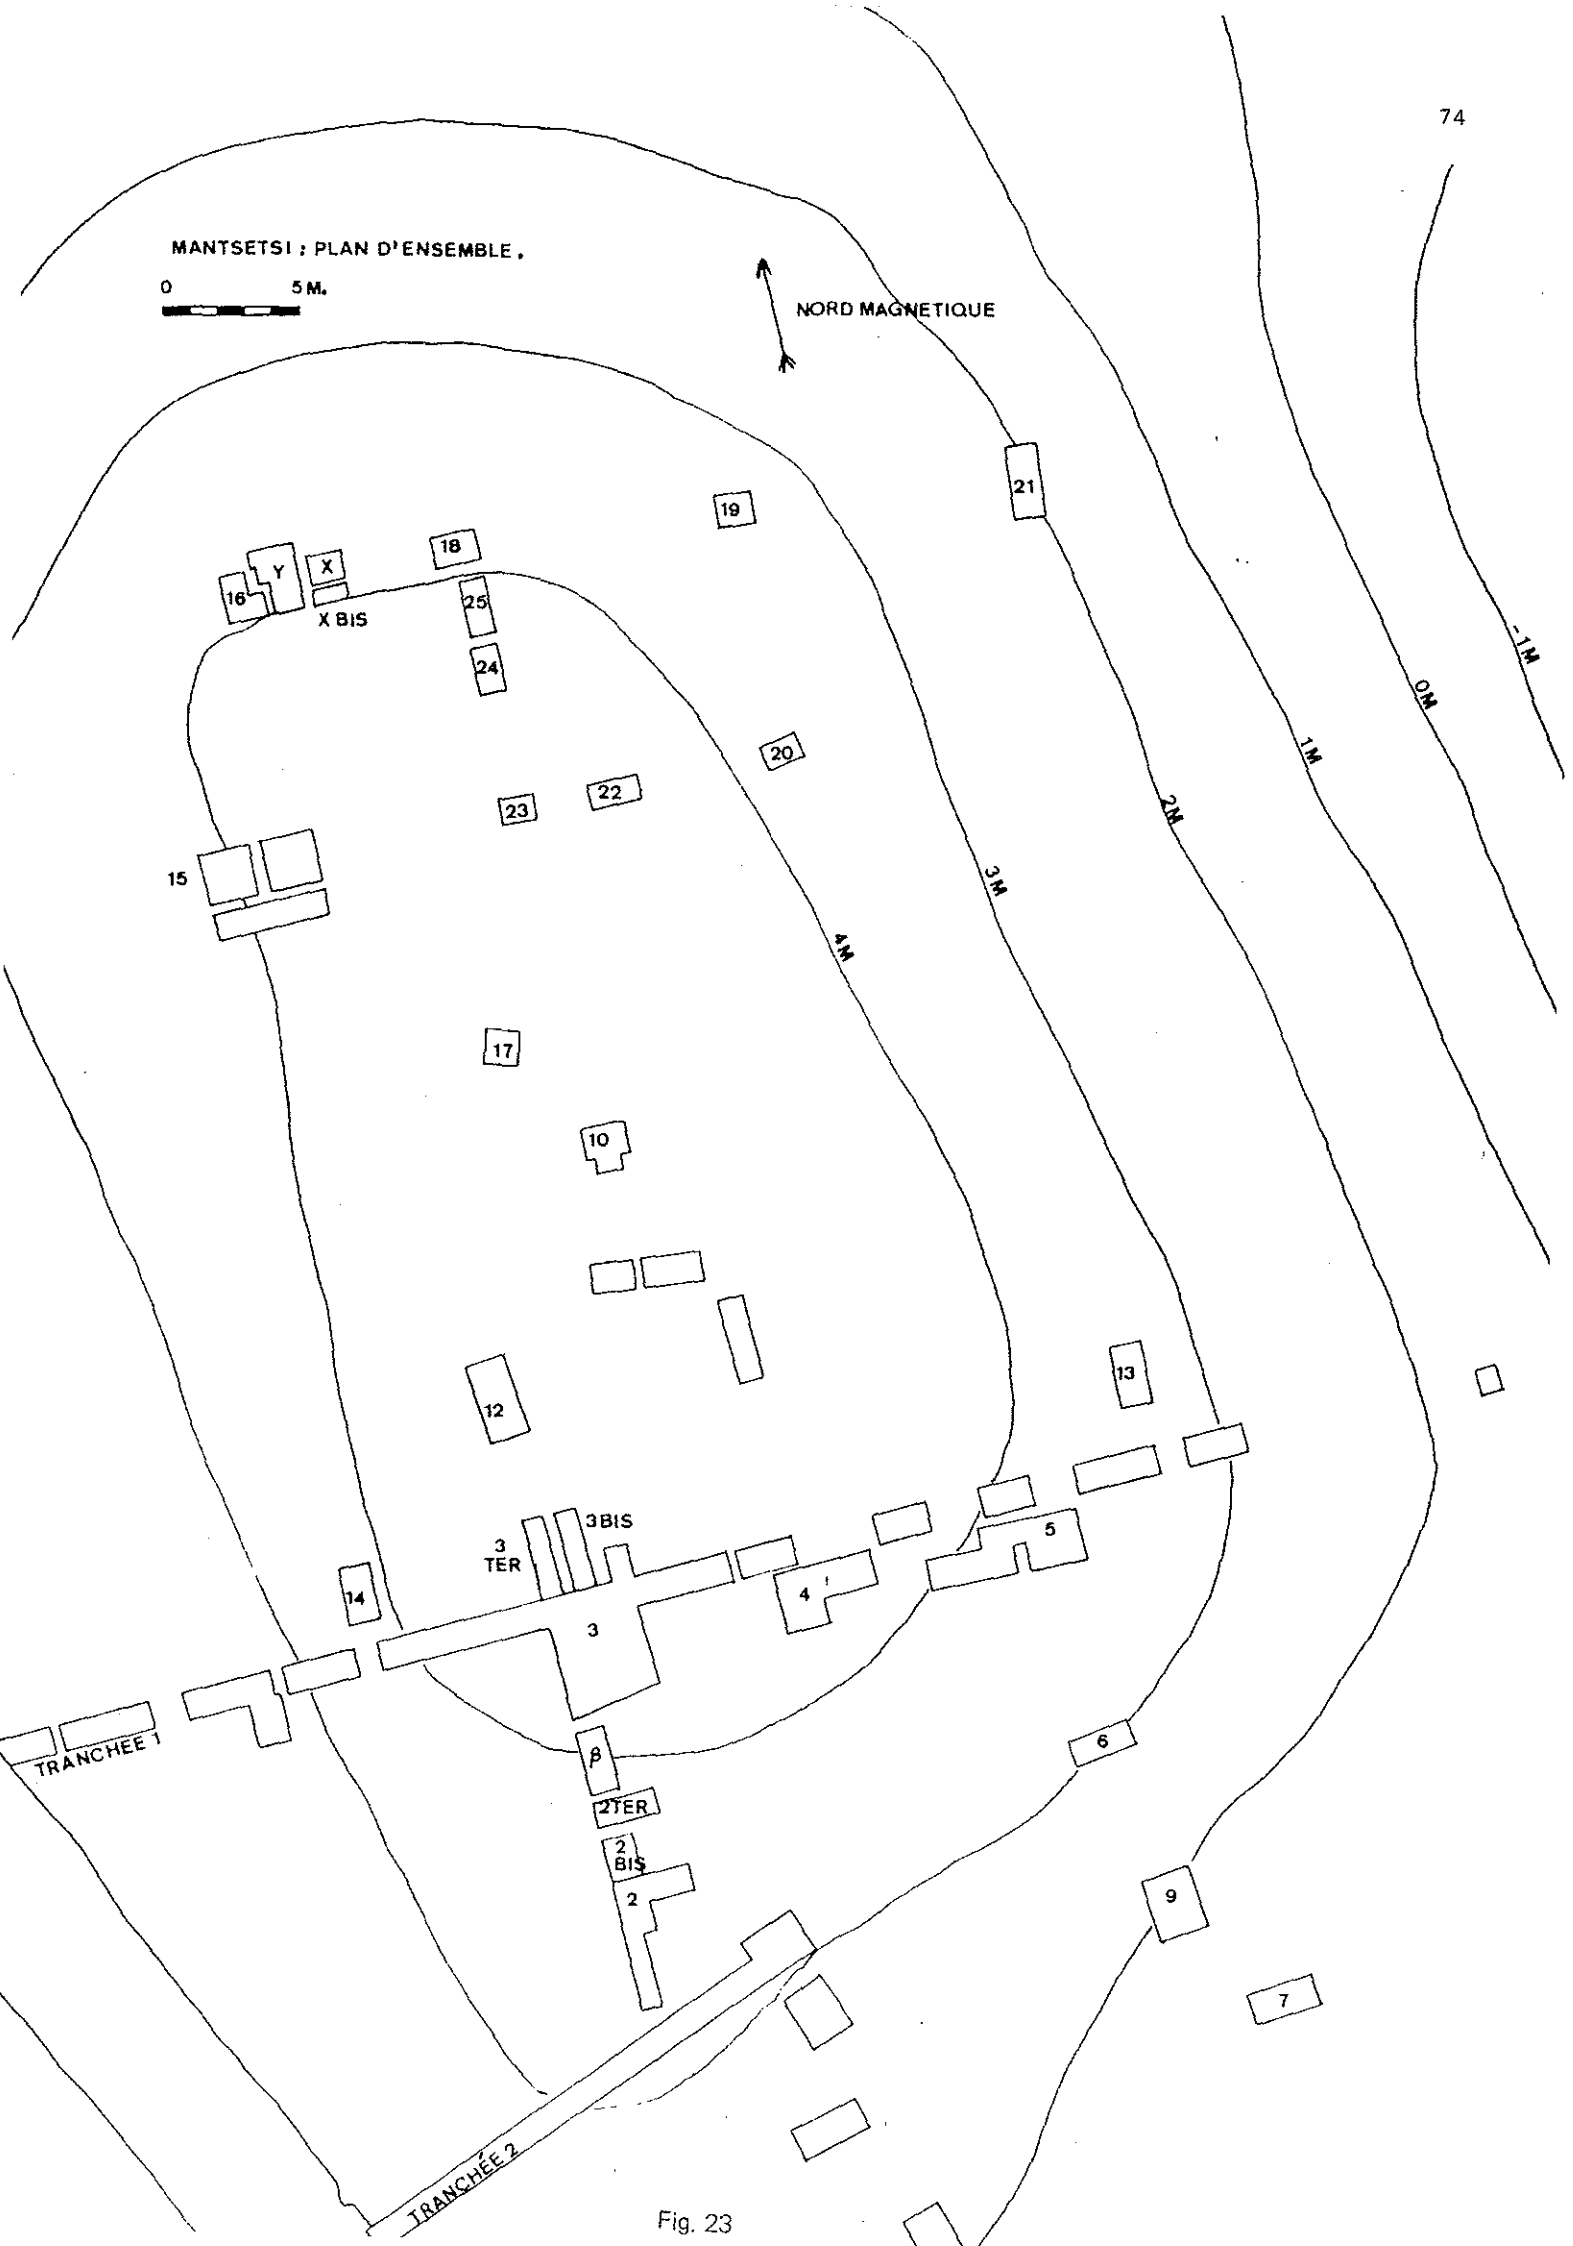 74
MANTSETSI : PLAN D'ENSEMBLE.
0 5 M.
NORD MAGNETIQUE
21
19
18
X
Y
16
25
X BIS
24
-1M
0M
1M
20
22
23
2M
15
3M
4M
17
10
13
12
3BIS
5
3
TER
14
4
3
TRANCHEE 1
6
β
2TER
2
BIS
2
9
7
TRANCHÉE 2
Fig. 23